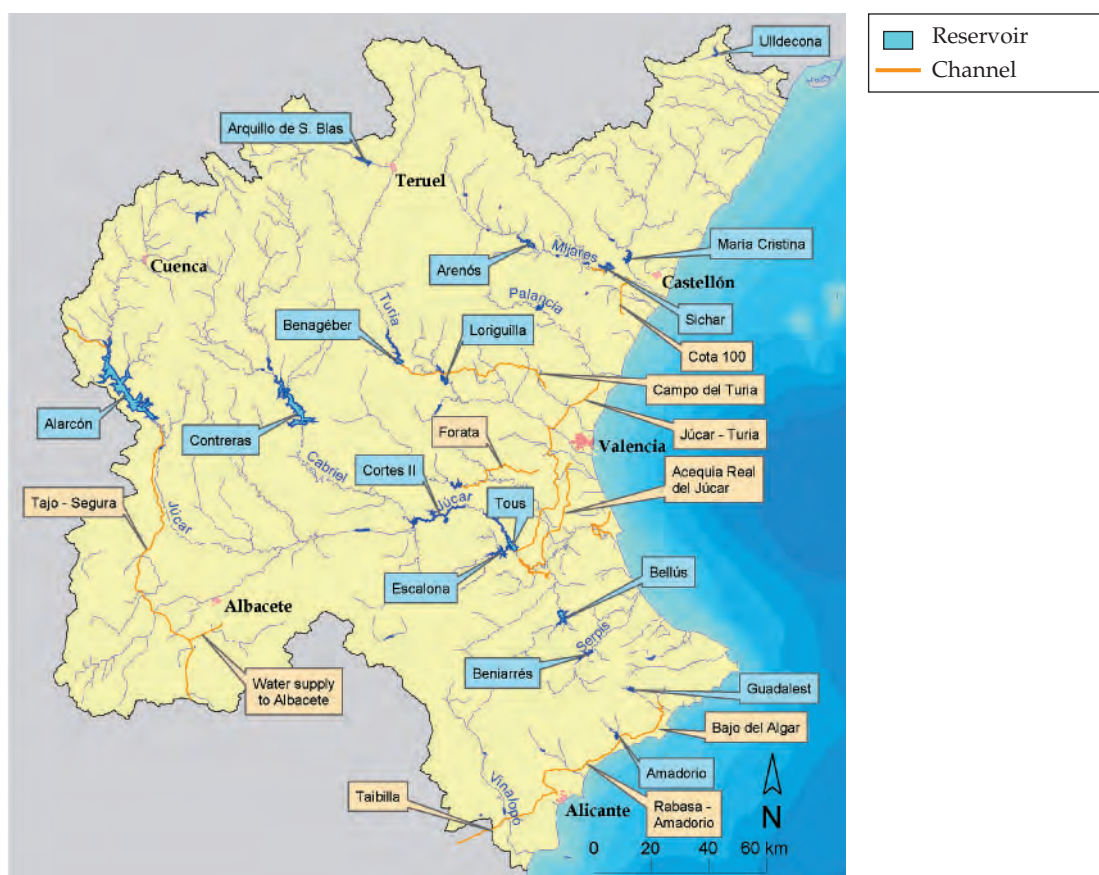 Ulldecona
Reservoir
Channel
Arquillo de S. Blas
Teruel
Cuenca
Arenós
Mijares
María Cristina
Castellón
Palancia
Sichar
Turia
Benagéber
Loriguilla
Cota 100
Campo del Turia
Alarcón
Contreras
Forata
Júcar - Turia
Valencia
Cabriel
Cortes II
Acequia Real
del Júcar
Tajo - Segura
Júcar
Júcar
Tous
Escalona
Bellús
Albacete
Serpis
Beniarrés
Water supply
to Albacete
Guadalest
Bajo del Algar
Amadorio
Taibilla
Vinalopó
Alicante
Rabasa -
Amadorio
N
0 20 40 60 km